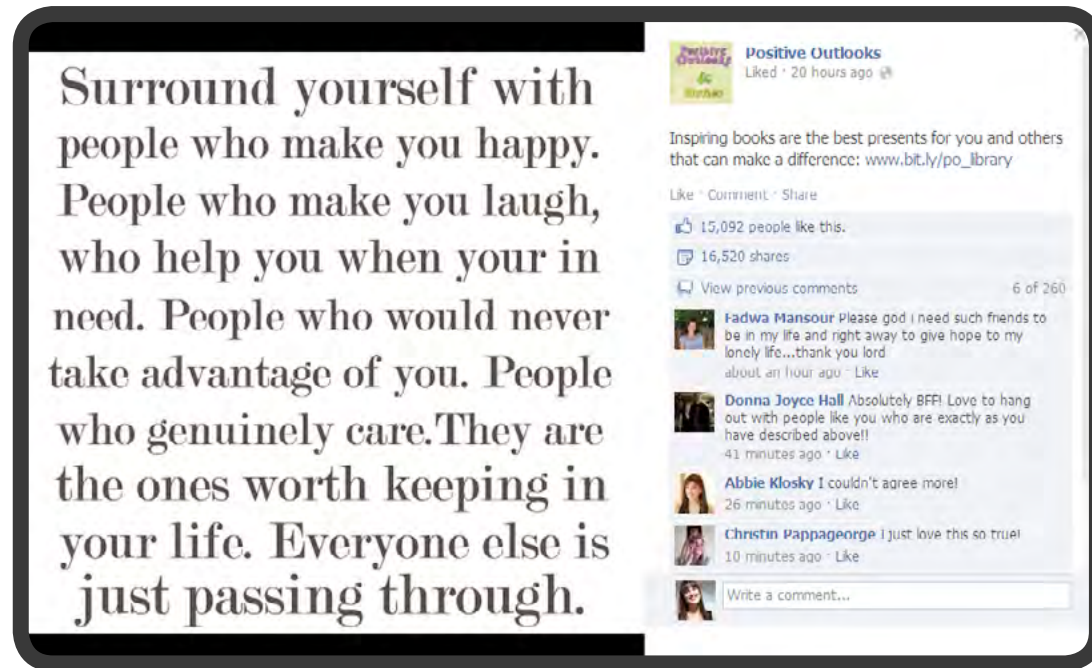 Surround yourself with
people who make you happy.
People who make you laugh,
who help you when your in
need. People who would never
take advantage of you. People
who genuinely care.They are
the ones worth keeping in
your life. Everyone else is
just passing through.
Positive Outlooks
Positive Outlooks
Liked · 20 hours ago
Inspiring books are the best presents for you and others
that can make a difference: www.bit.ly/po_library
Like · Comment · Share
15,092 people like this.
16,520 shares
View previous comments 6 of 260
Fadwa Mansour Please god i need such friends to
be in my life and right away to give hope to my
lonely life...thank you lord
about an hour ago · Like
Donna Joyce Hall Absolutely BFF! Love to hang
out with people like you who are exactly as you
have described above!!
41 minutes ago · Like
Abbie Klosky I couldn't agree more!
26 minutes ago · Like
Christin Pappageorge I just love this so true!
10 minutes ago · Like
Write a comment...